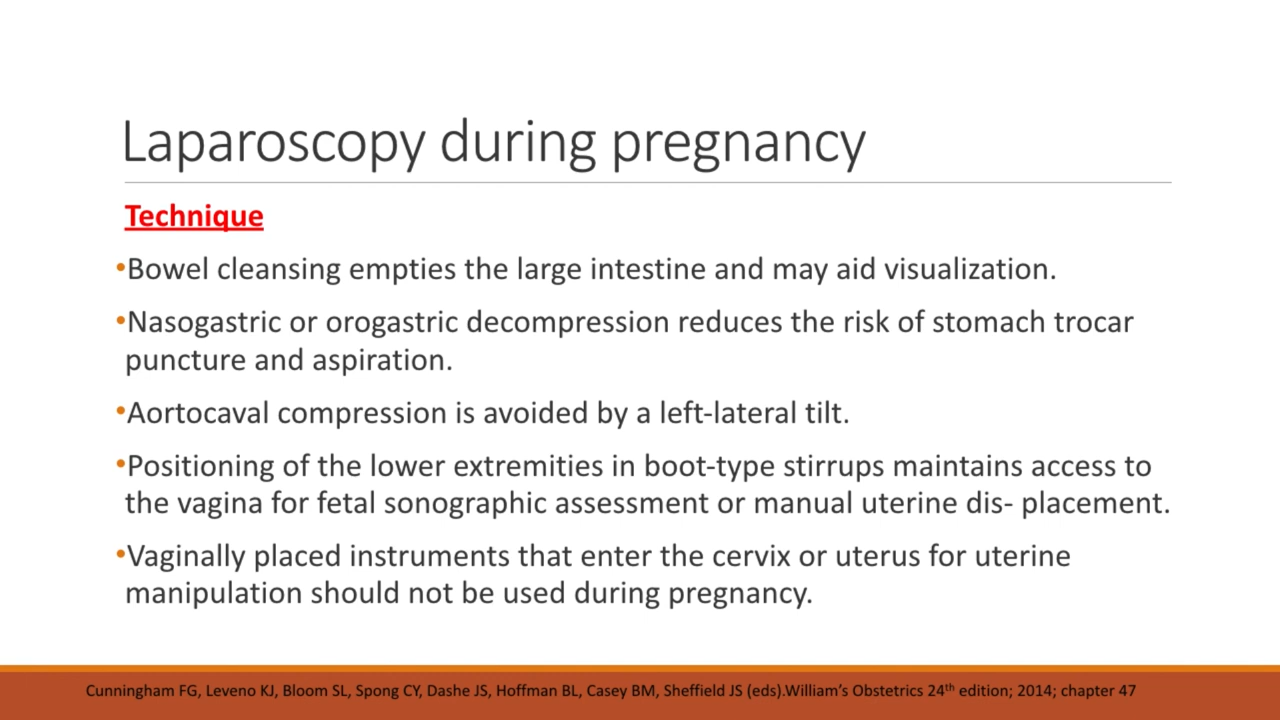 Laparoscopy during pregnancy
Technique
•Bowel cleansing empties the large intestine and may aid visualization.
•Nasogastric or orogastric decompression reduces the risk of stomach trocar
puncture and aspiration.
•Aortocaval compression is avoided by a left-lateral tilt.
•Positioning of the lower extremities in boot-type stirrups maintains access to
the vagina for fetal sonographic assessment or manual uterine dis- placement.
•Vaginally placed instruments that enter the cervix or uterus for uterine
manipulation should not be used during pregnancy.
Cunningham FG, Leveno KJ, Bloom SL, Spong CY, Dashe JS, Hoffman BL, Casey BM, Sheffield JS (eds).William’s Obstetrics 24th edition; 2014; chapter 47